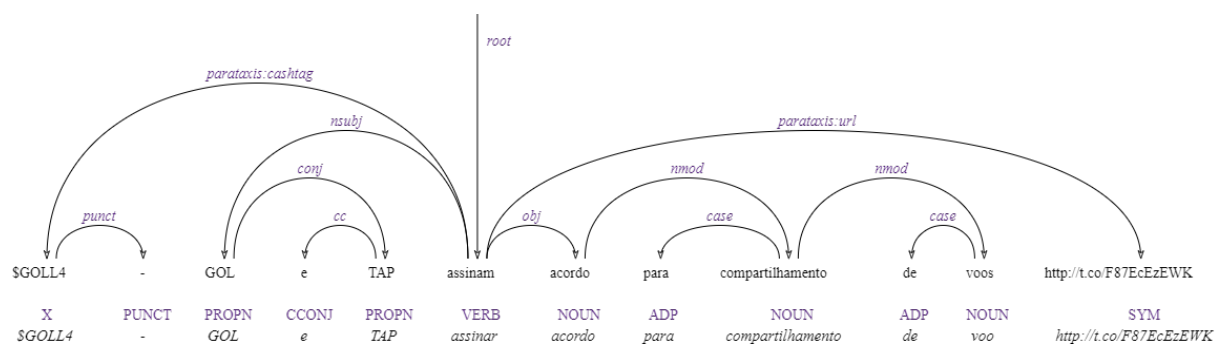 root
parataxis:cashtag
nsubj parataxis:url
conj nmod nmod
punct cc obj case case
$GOLL4 - GOL e TAP assinam acordo para compartilhamento de voos http://t.co/F87EcEzEWK
X PUNCT PROPN CCONJ PROPN VERB NOUN ADP NOUN ADP NOUN SYM
$GOLL4 - GOL e TAP assinar acordo para compartilhamento de voo http://t.co/F87EcEzEWK